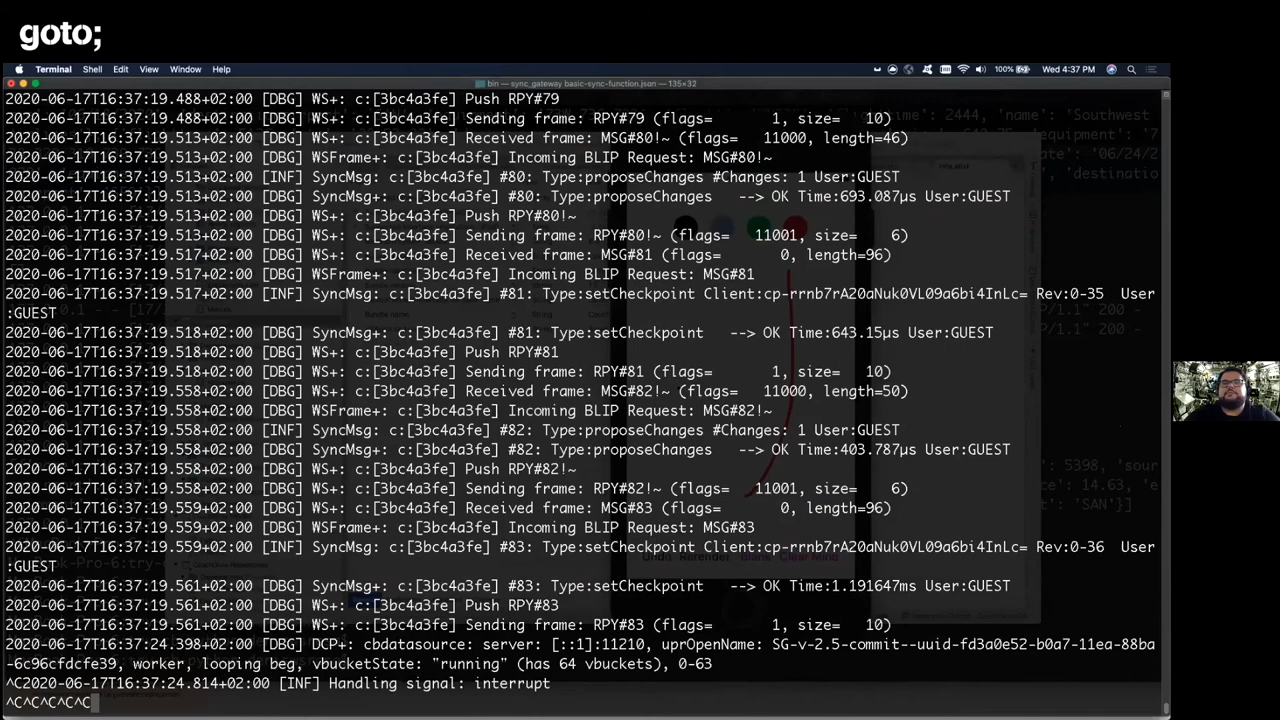 goto;
Terminal Shell Edit View Window Help 100% Wed 4:37 PM
bin — sync_gateway basic-sync-function.json — 135×32
2020-06-17T16:37:19.488+02:00 [DBG] WS+: c:[3bc4a3fe] Push RPY#79
2020-06-17T16:37:19.488+02:00 [DBG] WS+: c:[3bc4a3fe] Sending frame: RPY#79 (flags= 1, size= 10)
2020-06-17T16:37:19.513+02:00 [DBG] WS+: c:[3bc4a3fe] Received frame: MSG#80!~ (flags= 11000, length=46)
2020-06-17T16:37:19.513+02:00 [DBG] WSFrame+: c:[3bc4a3fe] Incoming BLIP Request: MSG#80!~
2020-06-17T16:37:19.513+02:00 [INF] SyncMsg: c:[3bc4a3fe] #80: Type:proposeChanges #Changes: 1 User:GUEST
2020-06-17T16:37:19.513+02:00 [DBG] SyncMsg+: c:[3bc4a3fe] #80: Type:proposeChanges --> OK Time:693.087µs User:GUEST
2020-06-17T16:37:19.513+02:00 [DBG] WS+: c:[3bc4a3fe] Push RPY#80!~
2020-06-17T16:37:19.513+02:00 [DBG] WS+: c:[3bc4a3fe] Sending frame: RPY#80!~ (flags= 11001, size= 6)
2020-06-17T16:37:19.517+02:00 [DBG] WS+: c:[3bc4a3fe] Received frame: MSG#81 (flags= 0, length=96)
2020-06-17T16:37:19.517+02:00 [DBG] WSFrame+: c:[3bc4a3fe] Incoming BLIP Request: MSG#81
2020-06-17T16:37:19.517+02:00 [INF] SyncMsg: c:[3bc4a3fe] #81: Type:setCheckpoint Client:cp-rrnb7rA20aNuk0VL09a6bi4InLc= Rev:0-35 User
:GUEST
2020-06-17T16:37:19.518+02:00 [DBG] SyncMsg+: c:[3bc4a3fe] #81: Type:setCheckpoint --> OK Time:643.15µs User:GUEST
2020-06-17T16:37:19.518+02:00 [DBG] WS+: c:[3bc4a3fe] Push RPY#81
2020-06-17T16:37:19.518+02:00 [DBG] WS+: c:[3bc4a3fe] Sending frame: RPY#81 (flags= 1, size= 10)
2020-06-17T16:37:19.558+02:00 [DBG] WS+: c:[3bc4a3fe] Received frame: MSG#82!~ (flags= 11000, length=50)
2020-06-17T16:37:19.558+02:00 [DBG] WSFrame+: c:[3bc4a3fe] Incoming BLIP Request: MSG#82!~
2020-06-17T16:37:19.558+02:00 [INF] SyncMsg: c:[3bc4a3fe] #82: Type:proposeChanges #Changes: 1 User:GUEST
2020-06-17T16:37:19.558+02:00 [DBG] SyncMsg+: c:[3bc4a3fe] #82: Type:proposeChanges --> OK Time:403.787µs User:GUEST
2020-06-17T16:37:19.558+02:00 [DBG] WS+: c:[3bc4a3fe] Push RPY#82!~
2020-06-17T16:37:19.558+02:00 [DBG] WS+: c:[3bc4a3fe] Sending frame: RPY#82!~ (flags= 11001, size= 6)
2020-06-17T16:37:19.559+02:00 [DBG] WS+: c:[3bc4a3fe] Received frame: MSG#83 (flags= 0, length=96)
2020-06-17T16:37:19.559+02:00 [DBG] WSFrame+: c:[3bc4a3fe] Incoming BLIP Request: MSG#83
2020-06-17T16:37:19.559+02:00 [INF] SyncMsg: c:[3bc4a3fe] #83: Type:setCheckpoint Client:cp-rrnb7rA20aNuk0VL09a6bi4InLc= Rev:0-36 User
:GUEST
2020-06-17T16:37:19.561+02:00 [DBG] SyncMsg+: c:[3bc4a3fe] #83: Type:setCheckpoint --> OK Time:1.191647ms User:GUEST
2020-06-17T16:37:19.561+02:00 [DBG] WS+: c:[3bc4a3fe] Push RPY#83
2020-06-17T16:37:19.561+02:00 [DBG] WS+: c:[3bc4a3fe] Sending frame: RPY#83 (flags= 1, size= 10)
2020-06-17T16:37:24.398+02:00 [DBG] DCP+: cbdatasource: server: [::1]:11210, uprOpenName: SG-v-2.5-commit--uuid-fd3a0e52-b0a7-11ea-88ba
-6c96cfdcfe39, worker, looping beg, vbucketState: "running" (has 64 vbuckets), 0-63
^C2020-06-17T16:37:24.814+02:00 [INF] Handling signal: interrupt
^C^C^C^C^C